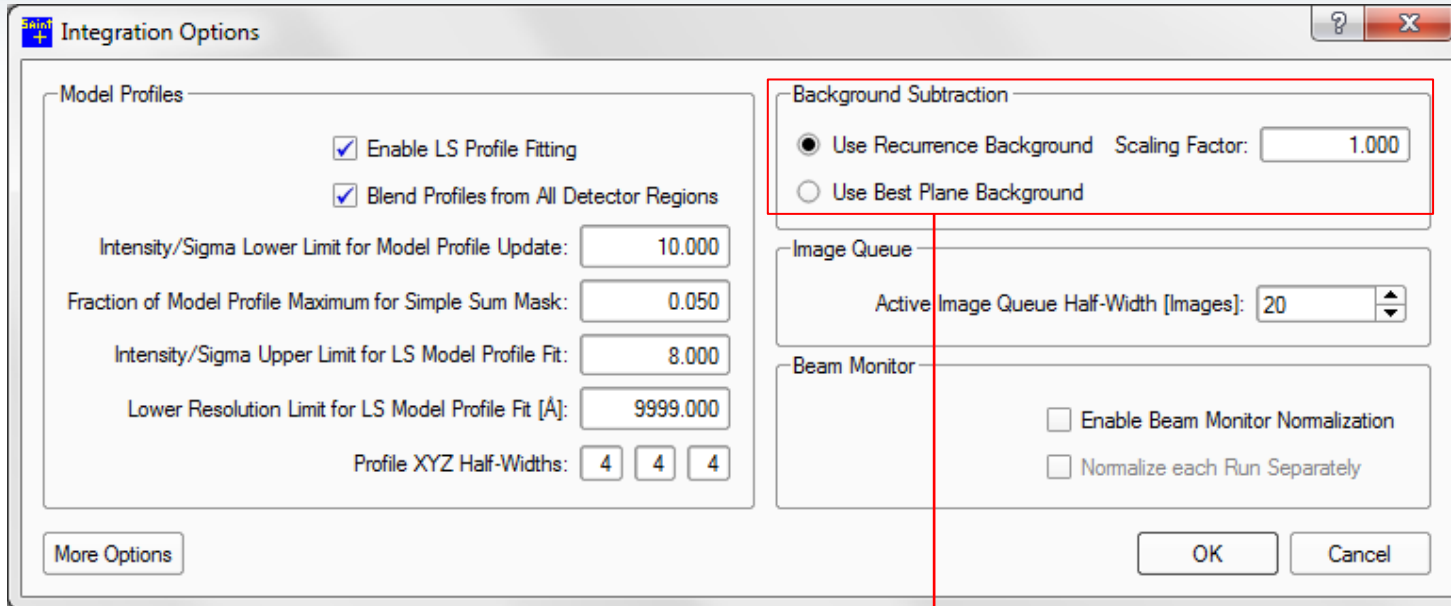 SAint
+
Integration Options
?
X
Model Profiles
Enable LS Profile Fitting
Blend Profiles from All Detector Regions
Intensity/Sigma Lower Limit for Model Profile Update: 10.000
Fraction of Model Profile Maximum for Simple Sum Mask: 0.050
Intensity/Sigma Upper Limit for LS Model Profile Fit: 8.000
Lower Resolution Limit for LS Model Profile Fit [Å]: 9999.000
Profile XYZ Half-Widths: 4 4 4
More Options
Background Subtraction
Use Recurrence Background Scaling Factor: 1.000
Use Best Plane Background
Image Queue
Active Image Queue Half-Width [Images]: 20
Beam Monitor
Enable Beam Monitor Normalization
Normalize each Run Separately
OK Cancel